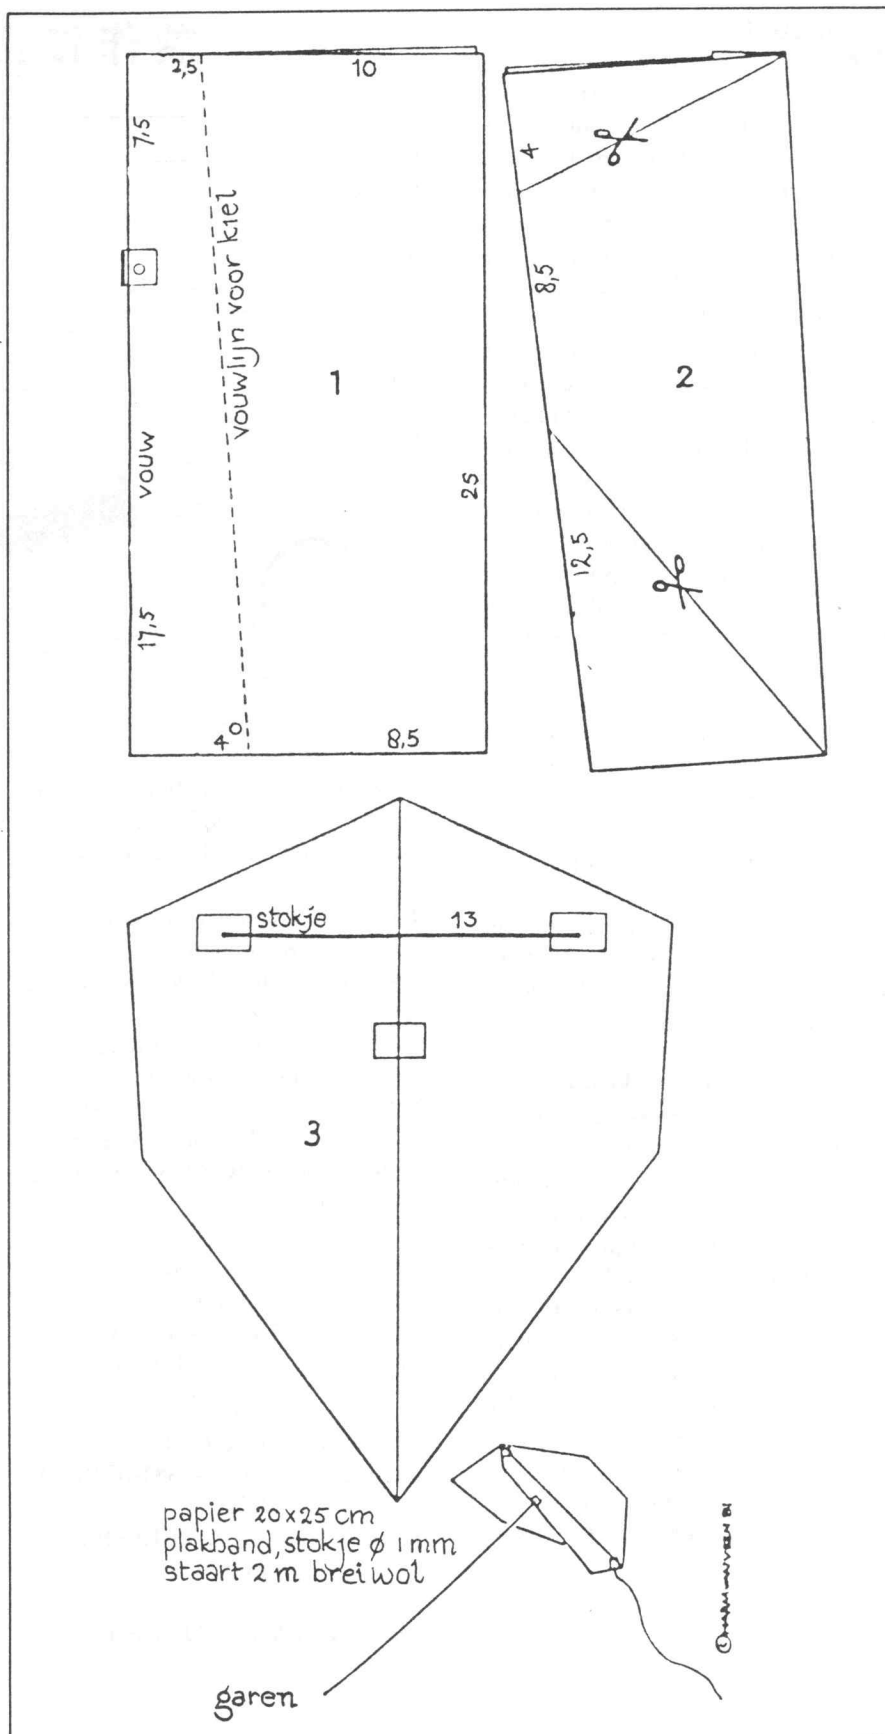 2,5
10
7,5
vouwlijn voor kiel
1
vouw
25
17,5
4
8,5
4
8,5
2
12,5
stokje
13
3
papier 20x25 cm
plakband, stokje ø 1 mm
staart 2 m breiwol
garen